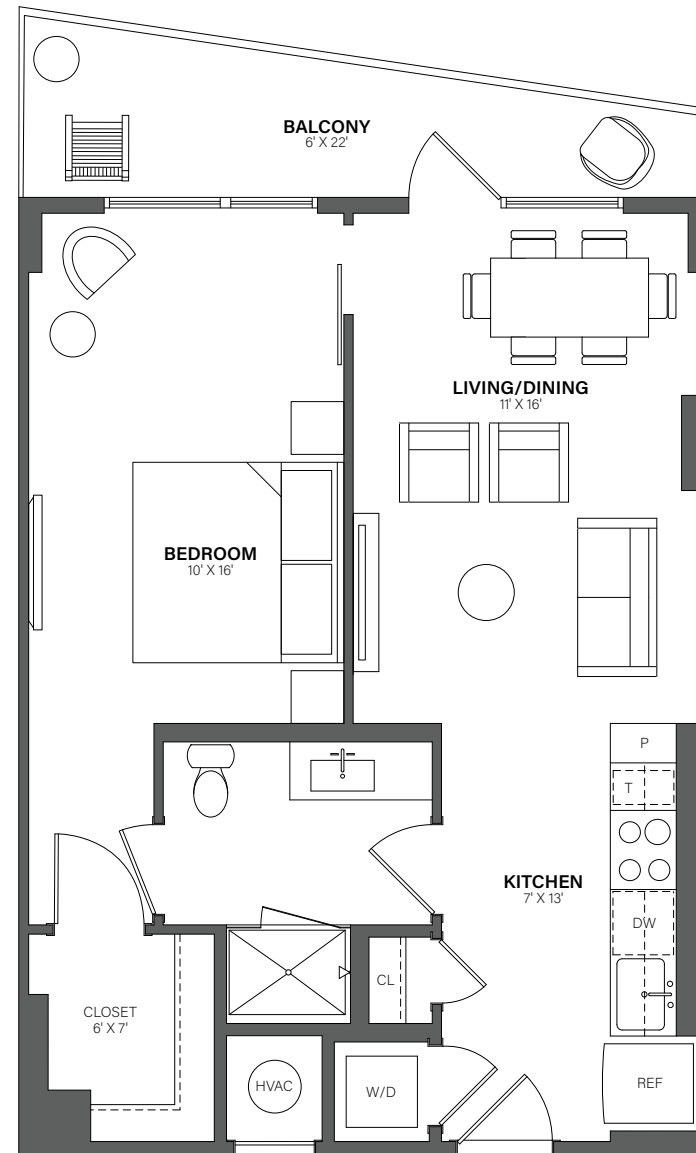 BALCONY
6' X 22'
LIVING/DINING
11' X 16'
BEDROOM
10' X 16'
P
T
KITCHEN
7' X 13'
DW
CL
CLOSET
6' X 7'
HVAC
W/D
REF